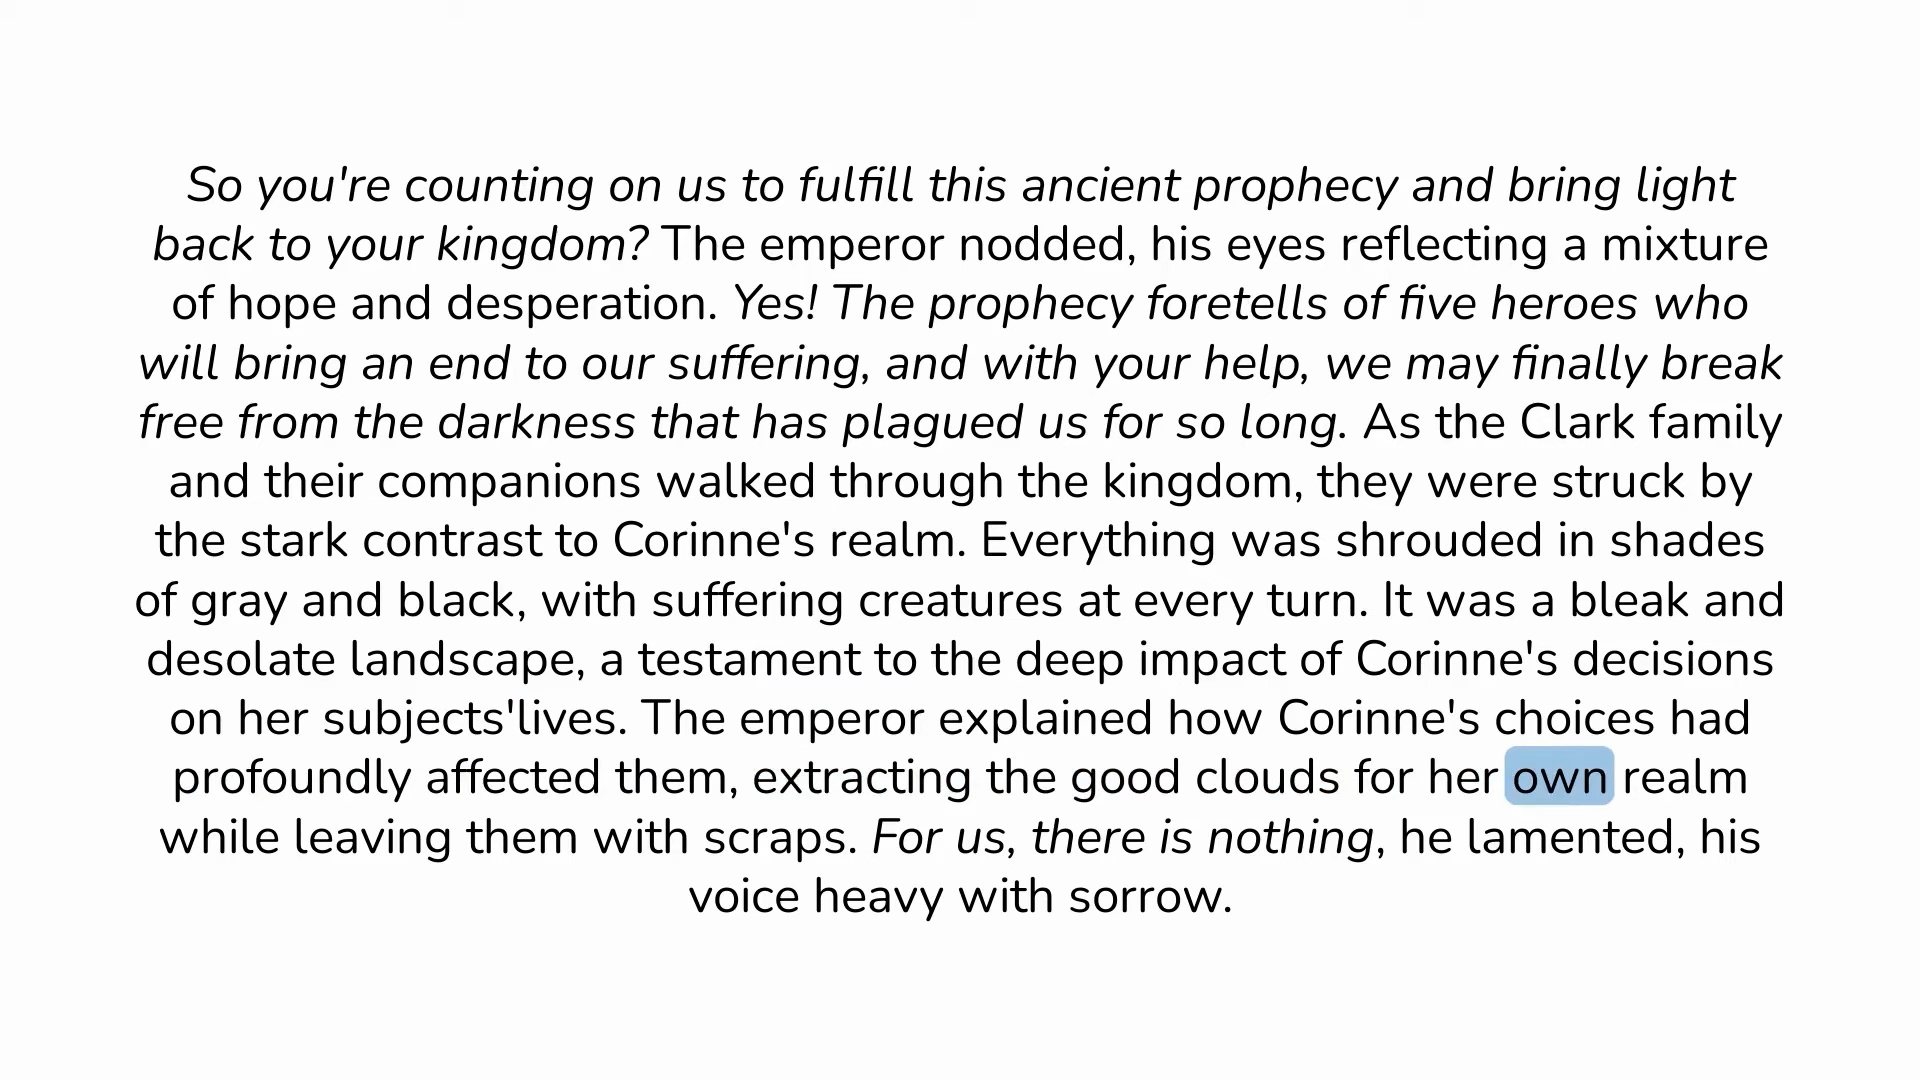 So you're counting on us to fulfill this ancient prophecy and bring light
back to your kingdom? The emperor nodded, his eyes reflecting a mixture
of hope and desperation. Yes! The prophecy foretells of five heroes who
will bring an end to our suffering, and with your help, we may finally break
free from the darkness that has plagued us for so long. As the Clark family
and their companions walked through the kingdom, they were struck by
the stark contrast to Corinne's realm. Everything was shrouded in shades
of gray and black, with suffering creatures at every turn. It was a bleak and
desolate landscape, a testament to the deep impact of Corinne's decisions
on her subjects'lives. The emperor explained how Corinne's choices had
profoundly affected them, extracting the good clouds for her own realm
while leaving them with scraps. For us, there is nothing, he lamented, his
voice heavy with sorrow.